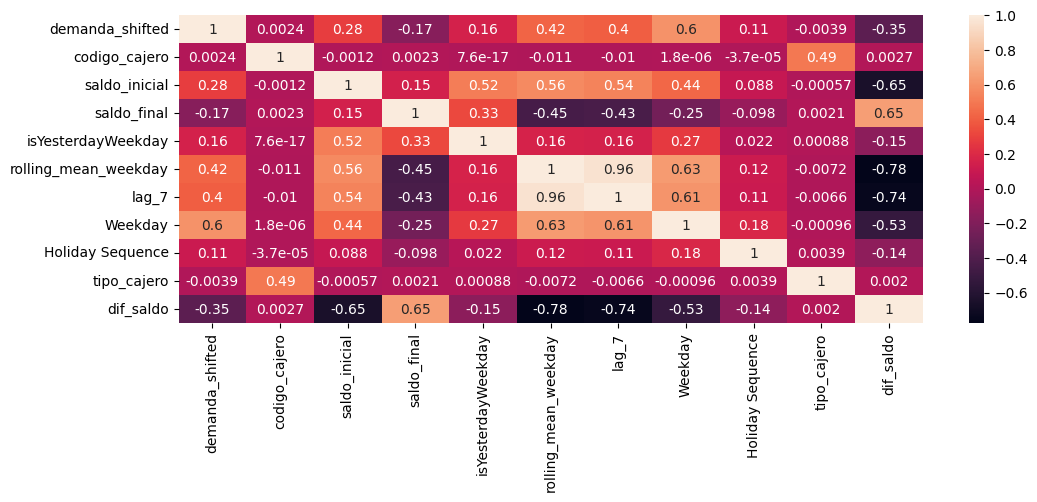 demanda_shifted 1 0.0024 0.28 -0.17 0.16 0.42 0.4 0.6 0.11 -0.0039 -0.35
codigo_cajero 0.0024 1 -0.0012 0.0023 7.6e-17 -0.011 -0.01 1.8e-06 -3.7e-05 0.49 0.0027
saldo_inicial 0.28 -0.0012 1 0.15 0.52 0.56 0.54 0.44 0.088 -0.00057 -0.65
saldo_final -0.17 0.0023 0.15 1 0.33 -0.45 -0.43 -0.25 -0.098 0.0021 0.65
isYesterdayWeekday 0.16 7.6e-17 0.52 0.33 1 0.16 0.16 0.27 0.022 0.00088 -0.15
rolling_mean_weekday 0.42 -0.011 0.56 -0.45 0.16 1 0.96 0.63 0.12 -0.0072 -0.78
lag_7 0.4 -0.01 0.54 -0.43 0.16 0.96 1 0.61 0.11 -0.0066 -0.74
Weekday 0.6 1.8e-06 0.44 -0.25 0.27 0.63 0.61 1 0.18 -0.00096 -0.53
Holiday Sequence 0.11 -3.7e-05 0.088 -0.098 0.022 0.12 0.11 0.18 1 0.0039 -0.14
tipo_cajero -0.0039 0.49 -0.00057 0.0021 0.00088 -0.0072 -0.0066 -0.00096 0.0039 1 0.002
dif_saldo -0.35 0.0027 -0.65 0.65 -0.15 -0.78 -0.74 -0.53 -0.14 0.002 1
demanda_shifted
codigo_cajero
saldo_inicial
saldo_final
isYesterdayWeekday
rolling_mean_weekday
lag_7
Weekday
Holiday Sequence
tipo_cajero
dif_saldo
1.0
0.8
0.6
0.4
0.2
0.0
−0.2
−0.4
−0.6